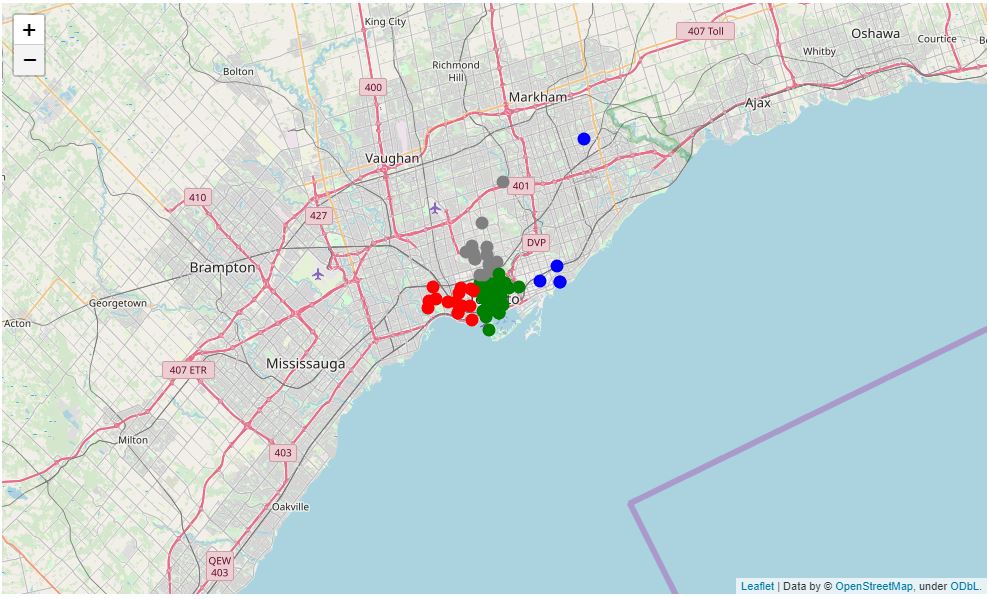 +
−
King City
407 Toll
Oshawa
Whitby
Courtice
Bolton
Richmond
Hill
400
Markham
Ajax
Vaughan
401
410
427
DVP
Brampton
Georgetown
to
Acton
Mississauga
407 ETR
Milton
403
Oakville
QEW
403
Leaflet | Data by © OpenStreetMap, under ODbL.